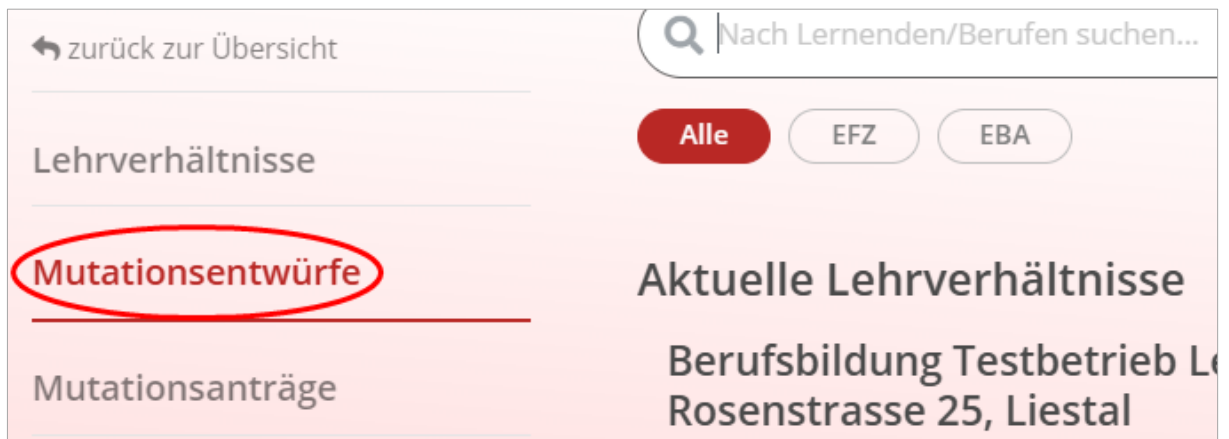 zurück zur Übersicht
Lehrverhältnisse
Mutationsentwürfe
Mutationsanträge
Nach Lernenden/Berufen suchen...
Alle
EFZ
EBA
Aktuelle Lehrverhältnisse
Berufsbildung Testbetrieb
Rosenstrasse 25, Liestal